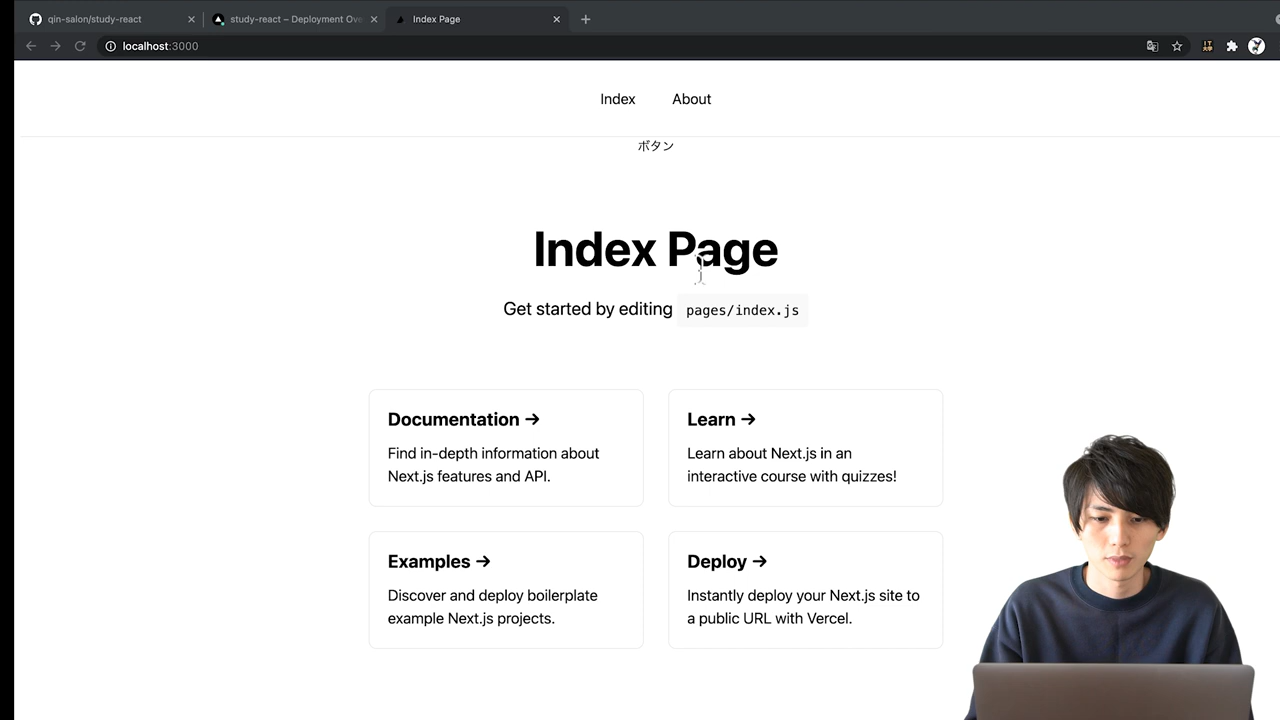 qin-salon/study-react
study-react – Deployment Ove
Index Page
localhost:3000
Index
About
ボタン
Index Page
Get started by editing pages/index.js
Documentation →
Find in-depth information about
Next.js features and API.
Learn →
Learn about Next.js in an
interactive course with quizzes!
Examples →
Discover and deploy boilerplate
example Next.js projects.
Deploy →
Instantly deploy your Next.js site to
a public URL with Vercel.